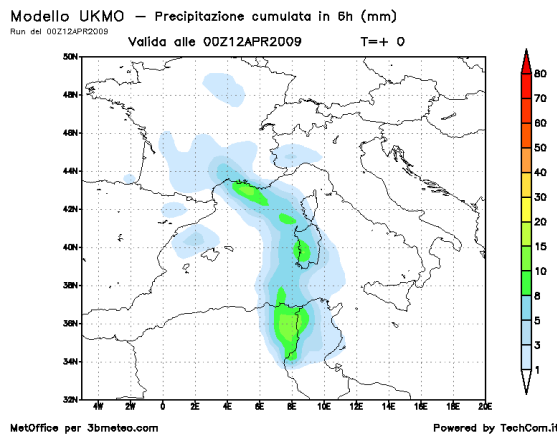 Modello UKMO – Precipitazione cumulata in 6h (mm)
Run del 00Z12APR2009
Valida alle 00Z12APR2009 T=+ 0
50N
48N
46N
44N
42N
40N
38N
36N
34N
32N
4W 2W 0 2E 4E 6E 8E 10E 12E 14E 16E 18E 20E
80
70
60
50
40
30
20
15
10
8
5
3
1
MetOffice per 3bmeteo.com Powered by TechCom.it